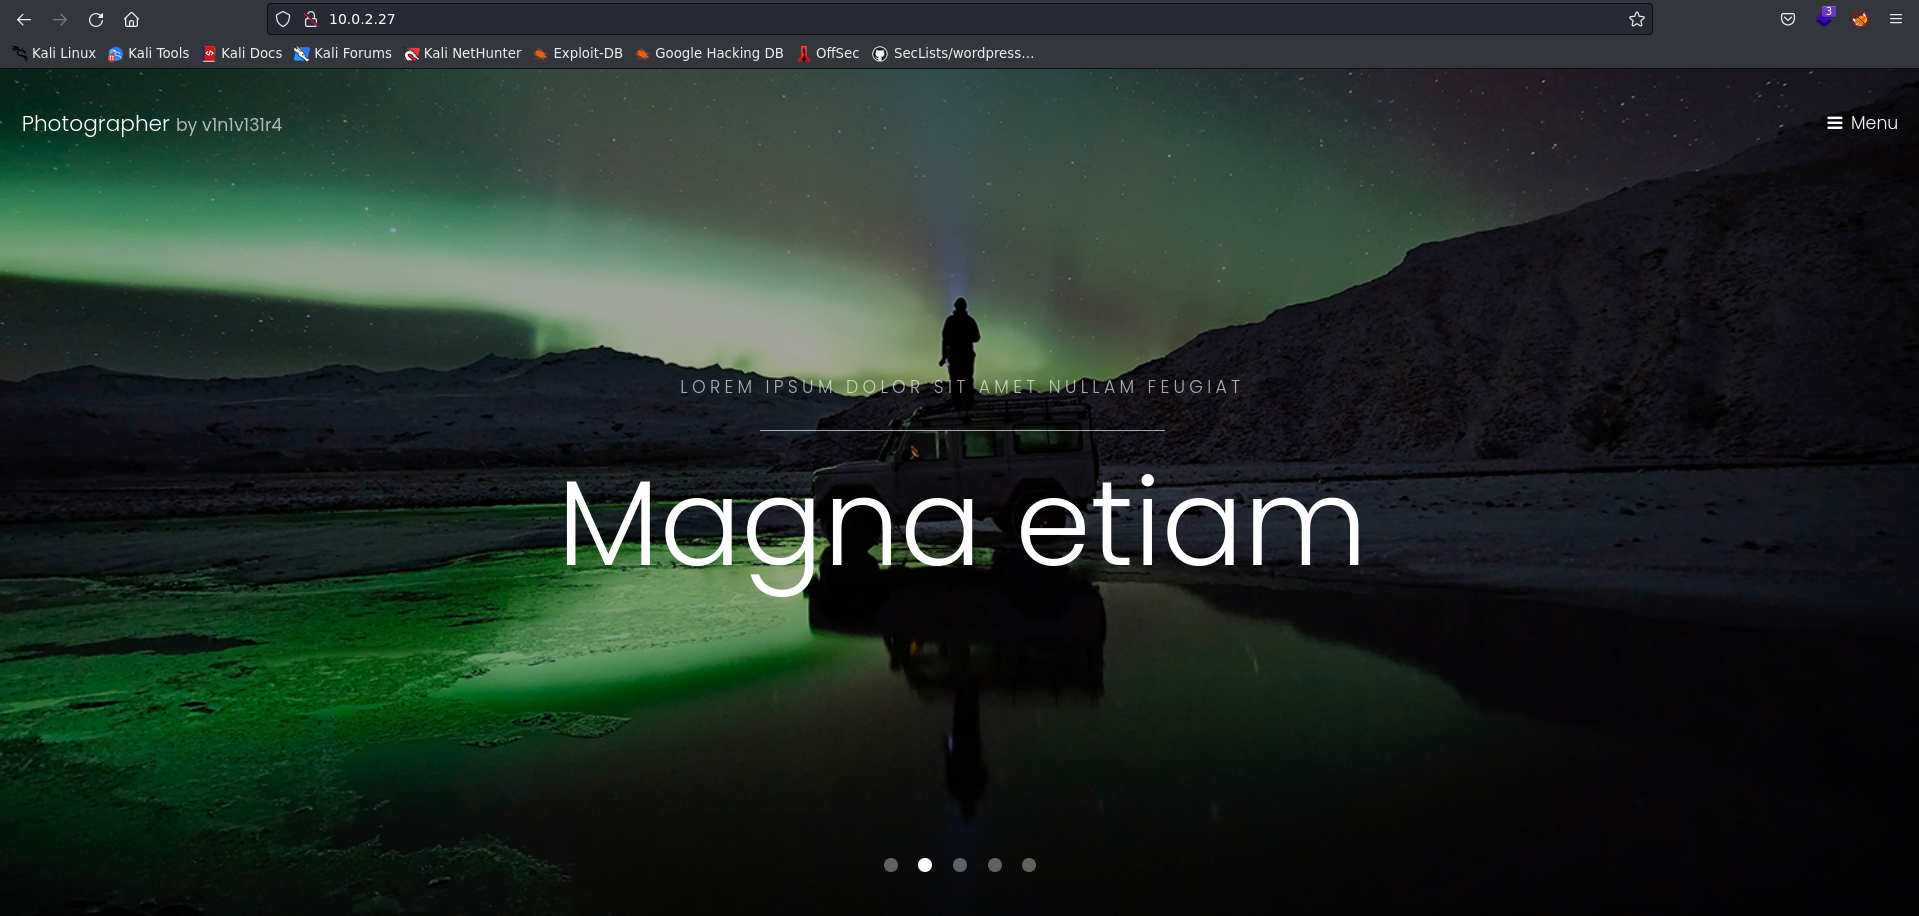 10.0.2.27
3
Kali Linux Kali Tools Kali Docs Kali Forums Kali NetHunter Exploit-DB Google Hacking DB OffSec SecLists/wordpress...
Photographer by v1n1v131r4
Menu
LOREM IPSUM DOLOR SIT AMET NULLAM FEUGIAT
Magna etiam